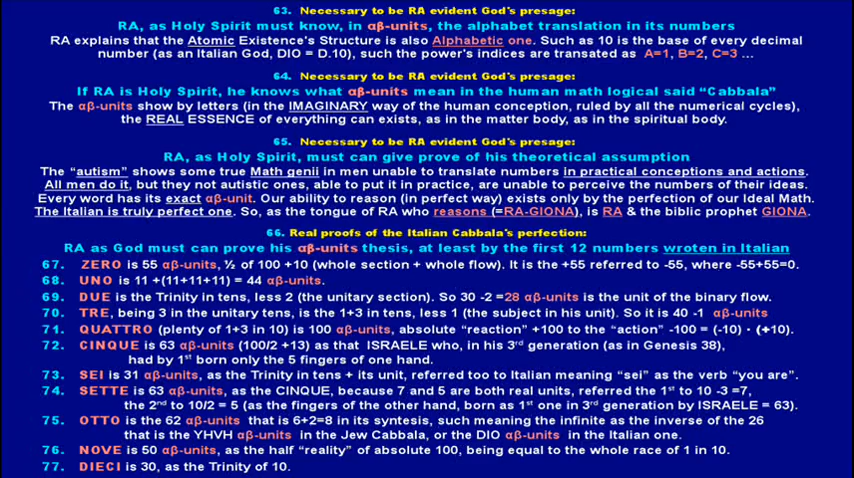 63. Necessary to be RA evident God's presage:
RA, as Holy Spirit must know, in αβ-units, the alphabet translation in its numbers
RA explains that the Atomic Existence's Structure is also Alphabetic one. Such as 10 is the base of every decimal
number (as an Italian God, DIO = D.10), such the power's indices are transated as A=1, B=2, C=3 ...
64. Necessary to be RA evident God's presage:
If RA is Holy Spirit, he knows what αβ-units mean in the human math logical said "Cabbala"
The αβ-units show by letters (in the IMAGINARY way of the human conception, ruled by all the numerical cycles),
the REAL ESSENCE of everything can exists, as in the matter body, as in the spiritual body.
65. Necessary to be RA evident God's presage:
RA, as Holy Spirit, must can give prove of his theoretical assumption
The "autism" shows some true Math genii in men unable to translate numbers in practical conceptions and actions.
All men do it, but they not autistic ones, able to put it in practice, are unable to perceive the numbers of their ideas.
Every word has its exact αβ-unit. Our ability to reason (in perfect way) exists only by the perfection of our Ideal Math.
The Italian is truly perfect one. So, as the tongue of RA who reasons (=RA-GIONA), is RA & the biblic prophet GIONA.
66. Real proofs of the Italian Cabbala's perfection:
RA as God must can prove his αβ-units thesis, at least by the first 12 numbers wroten in Italian
67. ZERO is 55 αβ-units, ½ of 100 +10 (whole section + whole flow). It is the +55 referred to -55, where -55+55=0.
68. UNO is 11 +(11+11+11) = 44 αβ-units.
69. DUE is the Trinity in tens, less 2 (the unitary section). So 30 -2 =28 αβ-units is the unit of the binary flow.
70. TRE, being 3 in the unitary tens, is the 1+3 in tens, less 1 (the subject in his unit). So it is 40 -1 αβ-units
71. QUATTRO (plenty of 1+3 in 10) is 100 αβ-units, absolute "reaction" +100 to the "action" -100 = (-10) · (+10).
72. CINQUE is 63 αβ-units (100/2 +13) as that ISRAELE who, in his 3rd generation (as in Genesis 38),
had by 1st born only the 5 fingers of one hand.
73. SEI is 31 αβ-units, as the Trinity in tens + its unit, referred too to Italian meaning "sei" as the verb "you are".
74. SETTE is 63 αβ-units, as the CINQUE, because 7 and 5 are both real units, referred the 1st to 10 -3 =7,
the 2nd to 10/2 = 5 (as the fingers of the other hand, born as 1st one in 3rd generation by ISRAELE = 63).
75. OTTO is the 62 αβ-units that is 6+2=8 in its syntesis, such meaning the infinite as the inverse of the 26
that is the YHVH αβ-units in the Jew Cabbala, or the DIO αβ-units in the Italian one.
76. NOVE is 50 αβ-units, as the half "reality" of absolute 100, being equal to the whole race of 1 in 10.
77. DIECI is 30, as the Trinity of 10.